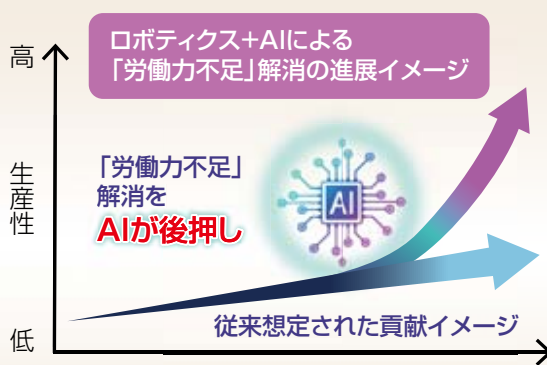 ロボティクス+AIによる
「労働力不足」解消の進展イメージ
高
生産性
低
「労働力不足」
解消を
AIが後押し
AI
従来想定された貢献イメージ